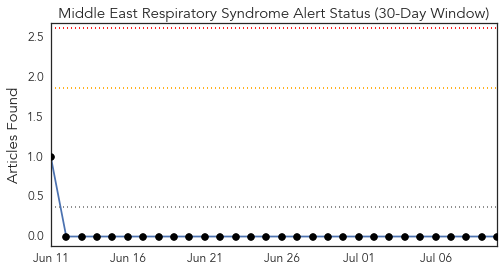 Middle East Respiratory Syndrome Alert Status (30-Day Window)
Articles Found
2.5
2.0
1.5
1.0
0.5
0.0
Jun 11 Jun 16 Jun 21 Jun 26 Jul 01 Jul 06